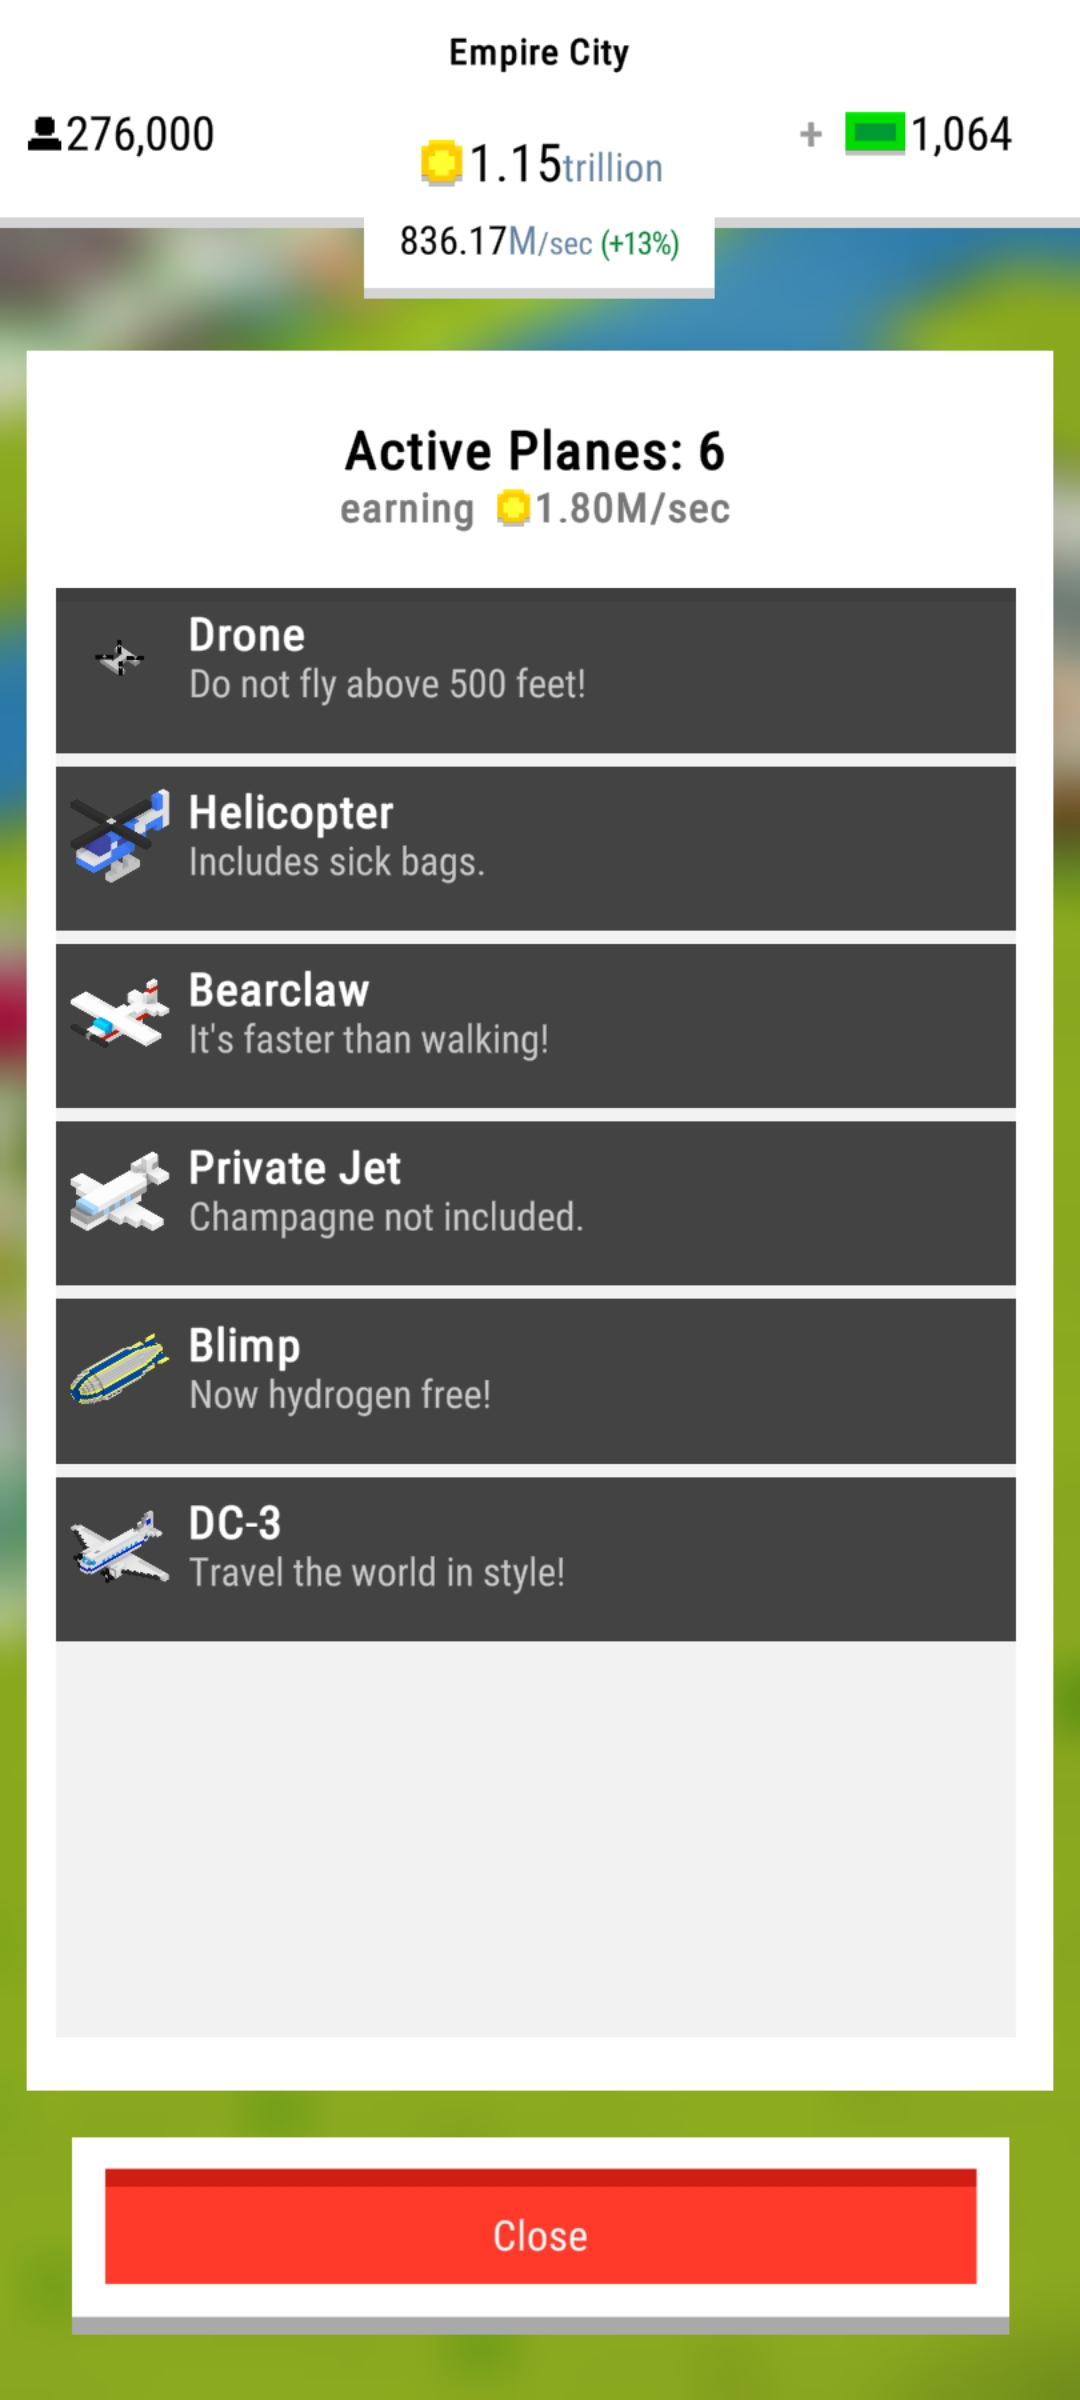 Empire City
276,000
1.15trillion
+ 1,064
836.17M/sec (+13%)
Active Planes: 6
earning 1.80M/sec
Drone
Do not fly above 500 feet!
Helicopter
Includes sick bags.
Bearclaw
It's faster than walking!
Private Jet
Champagne not included.
Blimp
Now hydrogen free!
DC-3
Travel the world in style!
Close